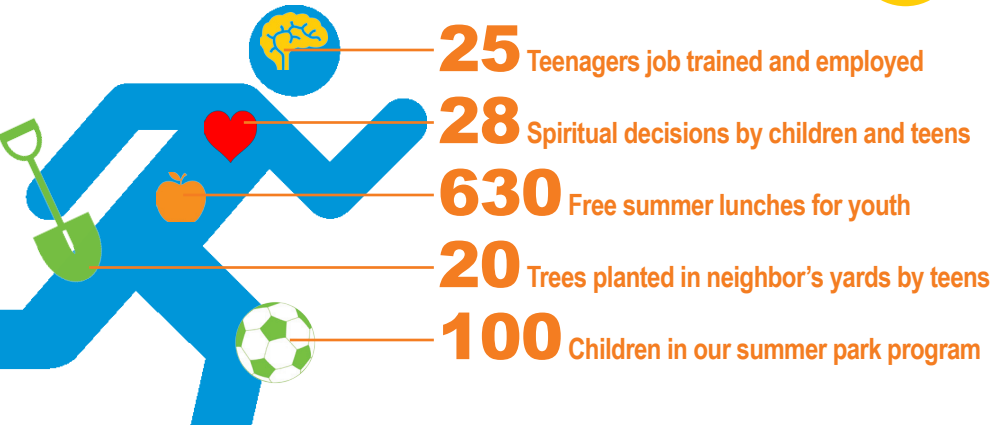 25 Teenagers job trained and employed
28 Spiritual decisions by children and teens
630 Free summer lunches for youth
20 Trees planted in neighbor's yards by teens
100 Children in our summer park program